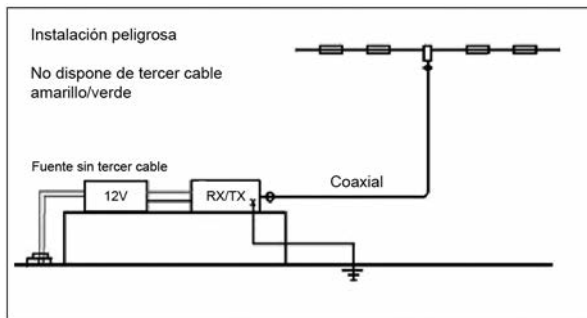 Instalación peligrosa
No dispone de tercer cable
amarillo/verde
Fuente sin tercer cable
12V
RX/TX
Coaxial